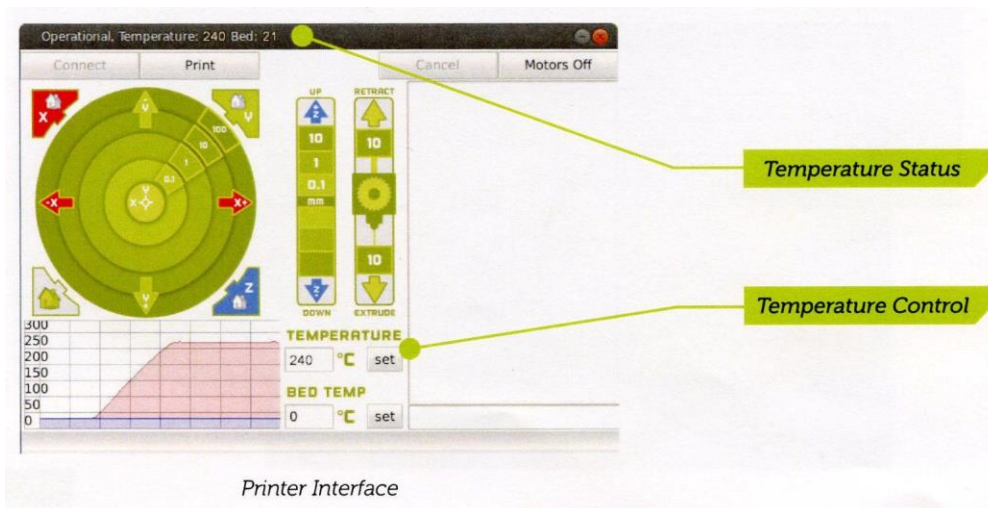 Operational, Temperature: 240 Bed: 21
Connect Print Cancel Motors Off
X
Y
Y
100
10
1
0.1
Y
X
-X
X+
Y
Z
UP
Z
10
1
0.1
mm
Z
DOWN
RETRACT
10
10
EXTRUDE
300
250
200
150
100
50
0
TEMPERATURE
240 °C set
BED TEMP
0 °C set
Temperature Status
Temperature Control
Printer Interface